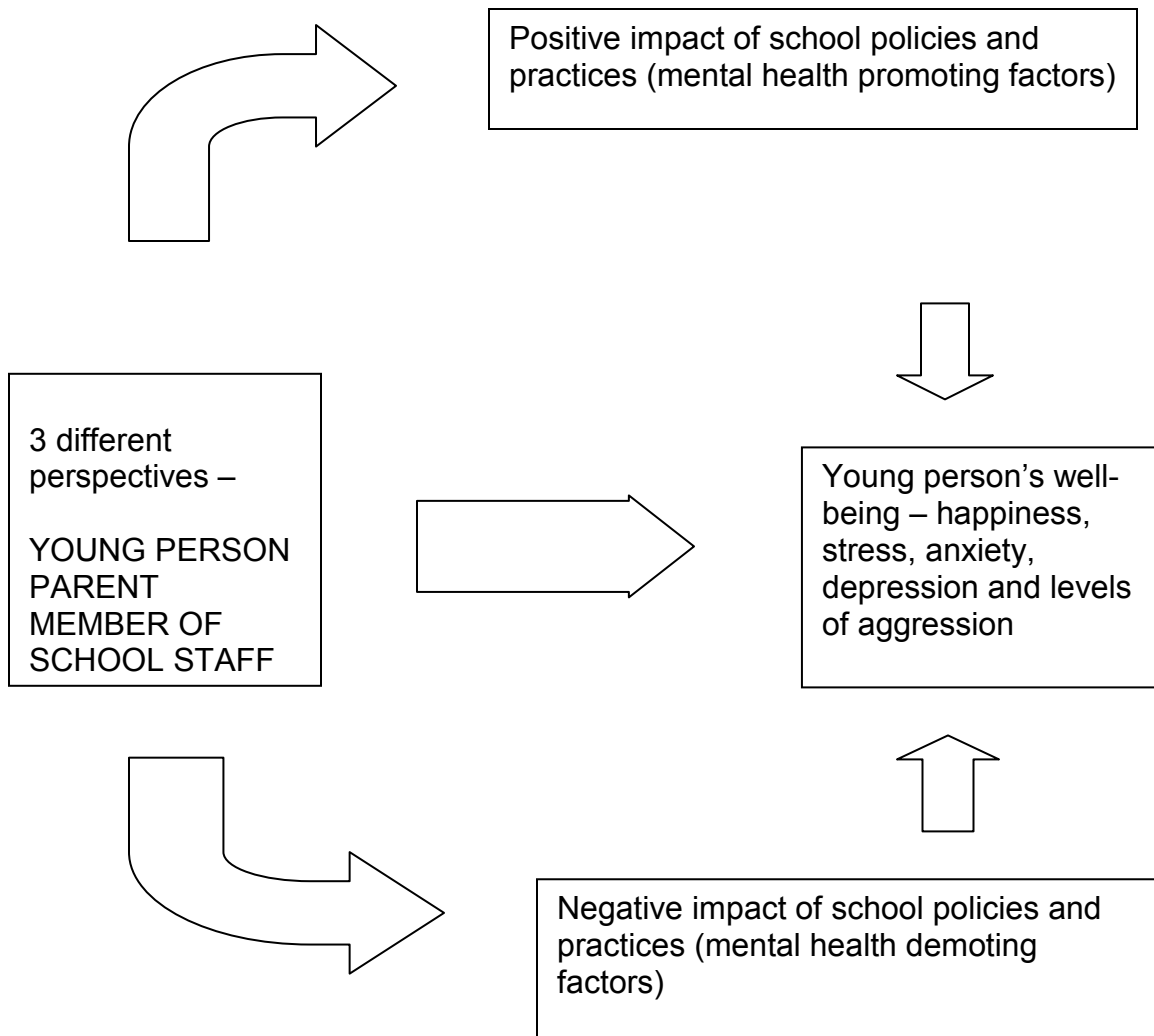 Positive impact of school policies and
practices (mental health promoting factors)
3 different
perspectives –
YOUNG PERSON
PARENT
MEMBER OF
SCHOOL STAFF
Young person’s well-
being – happiness,
stress, anxiety,
depression and levels
of aggression
Negative impact of school policies and
practices (mental health demoting
factors)